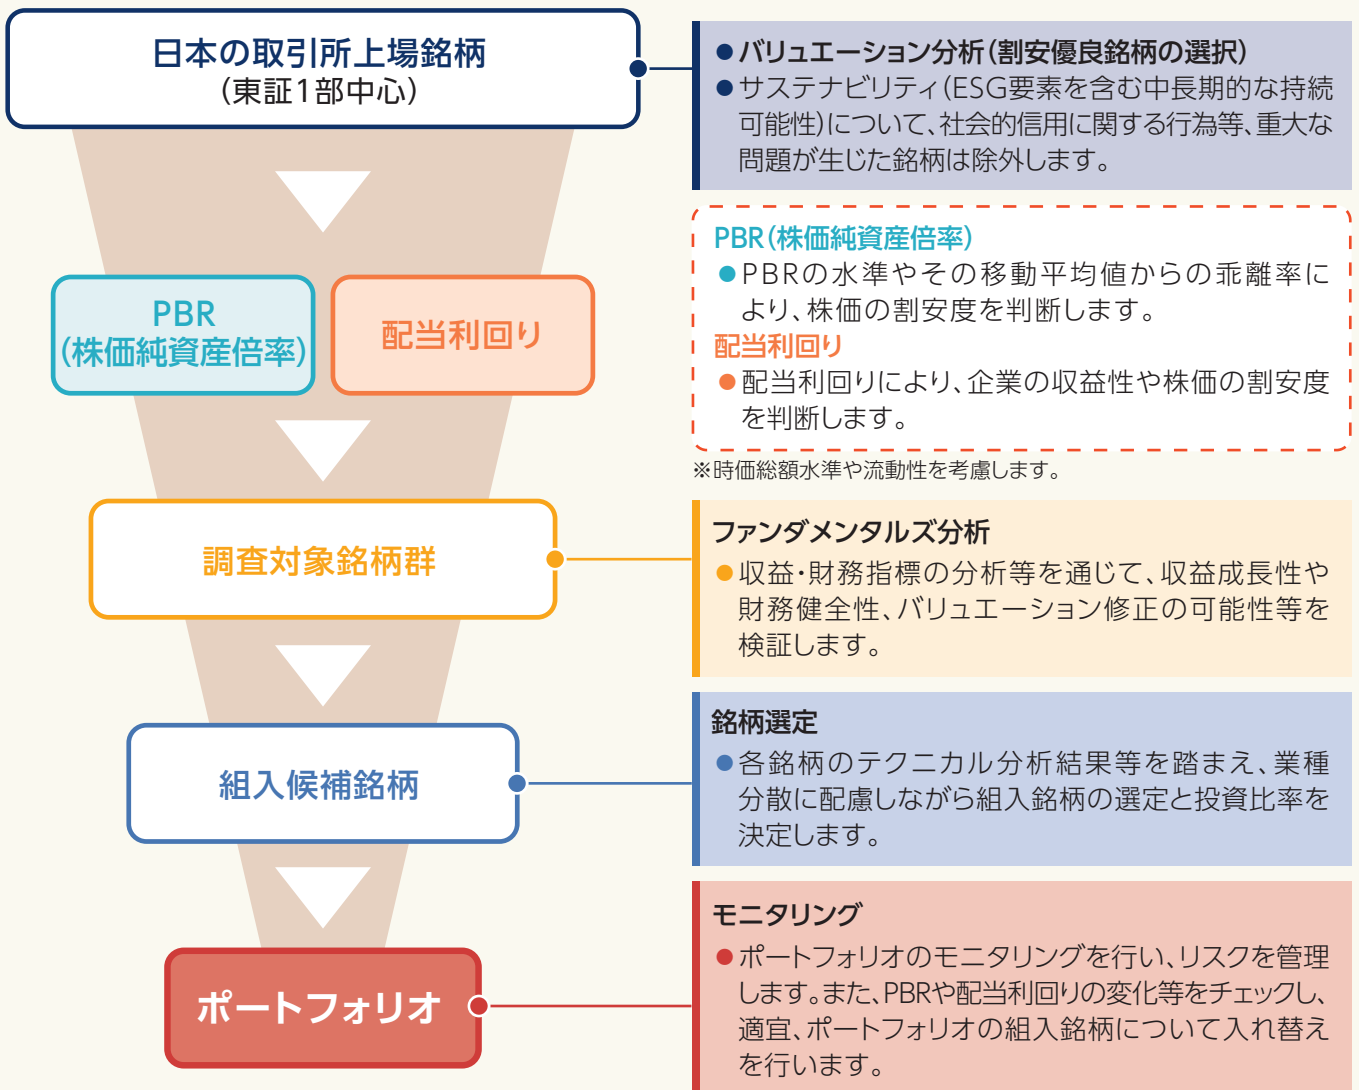 日本の取引所上場銘柄
(東証1部中心)
●バリュエーション分析(割安優良銘柄の選択)
●サステナビリティ(ESG要素を含む中長期的な持続
可能性)について、社会的信用に関する行為等、重大な
問題が生じた銘柄は除外します。
PBR
(株価純資産倍率)
配当利回り
PBR(株価純資産倍率)
●PBRの水準やその移動平均値からの乖離率に
より、株価の割安度を判断します。
配当利回り
●配当利回りにより、企業の収益性や株価の割安度
を判断します。
※時価総額水準や流動性を考慮します。
調査対象銘柄群
ファンダメンタルズ分析
●収益・財務指標の分析等を通じて、収益成長性や
財務健全性、バリュエーション修正の可能性等を
検証します。
組入候補銘柄
銘柄選定
●各銘柄のテクニカル分析結果等を踏まえ、業種
分散に配慮しながら組入銘柄の選定と投資比率を
決定します。
ポートフォリオ
モニタリング
●ポートフォリオのモニタリングを行い、リスクを管理
します。また、PBRや配当利回りの変化等をチェックし、
適宜、ポートフォリオの組入銘柄について入れ替え
を行います。